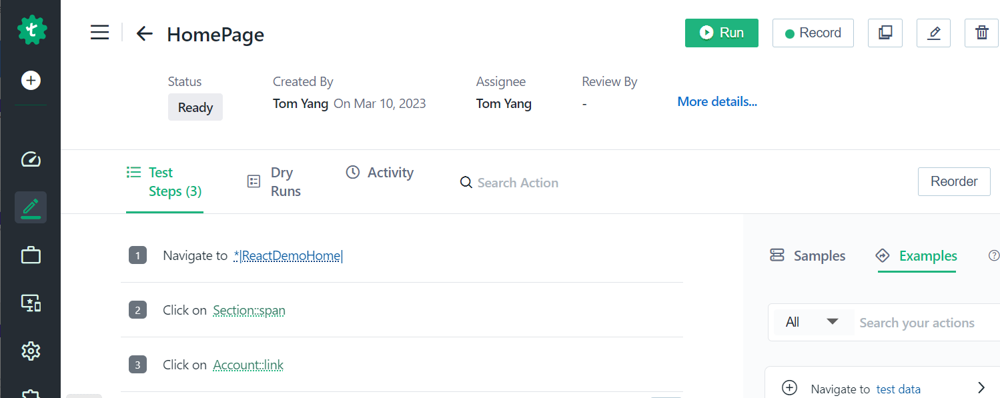 HomePage
Run
Record
Status
Created By
Assignee
Review By
Ready
Tom Yang On Mar 10, 2023
Tom Yang
-
More details...
Test
Steps (3)
Dry
Runs
Activity
Search Action
Reorder
1 Navigate to *|ReactDemoHome|
2 Click on Section::span
3 Click on Account::link
Samples
Examples
All
Search your actions
Navigate to test data